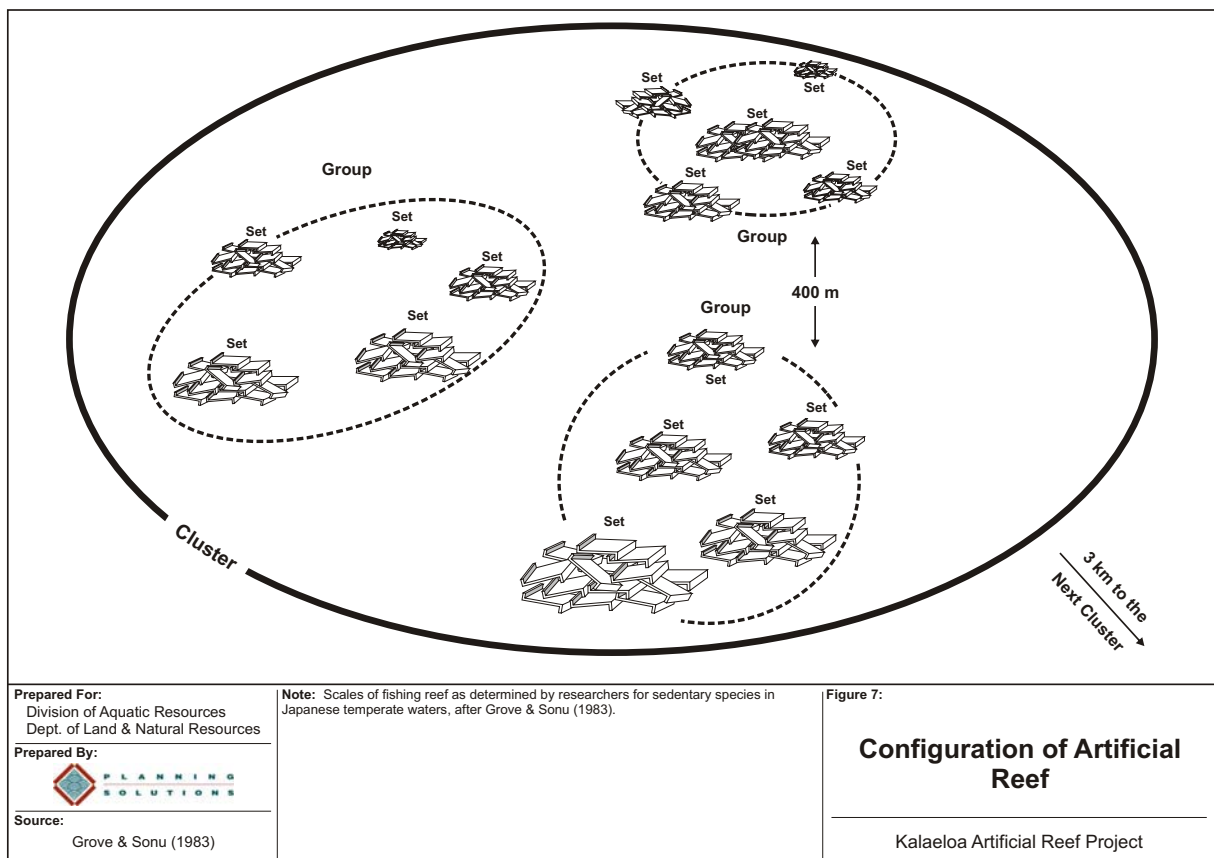 Set
Set
Set
Set
Set
Group
Group
Set
Set
Set
Set
Set
400 m
Group
Set
Set
Set
Set
Set
Cluster
3 km to the
Next Cluster
Prepared For:
Division of Aquatic Resources
Dept. of Land & Natural Resources
Prepared By:
PLANNING
SOLUTIONS
Source:
Grove & Sonu (1983)
Note: Scales of fishing reef as determined by researchers for sedentary species in
Japanese temperate waters, after Grove & Sonu (1983).
Figure 7:
Configuration of Artificial
Reef
Kalaeloa Artificial Reef Project